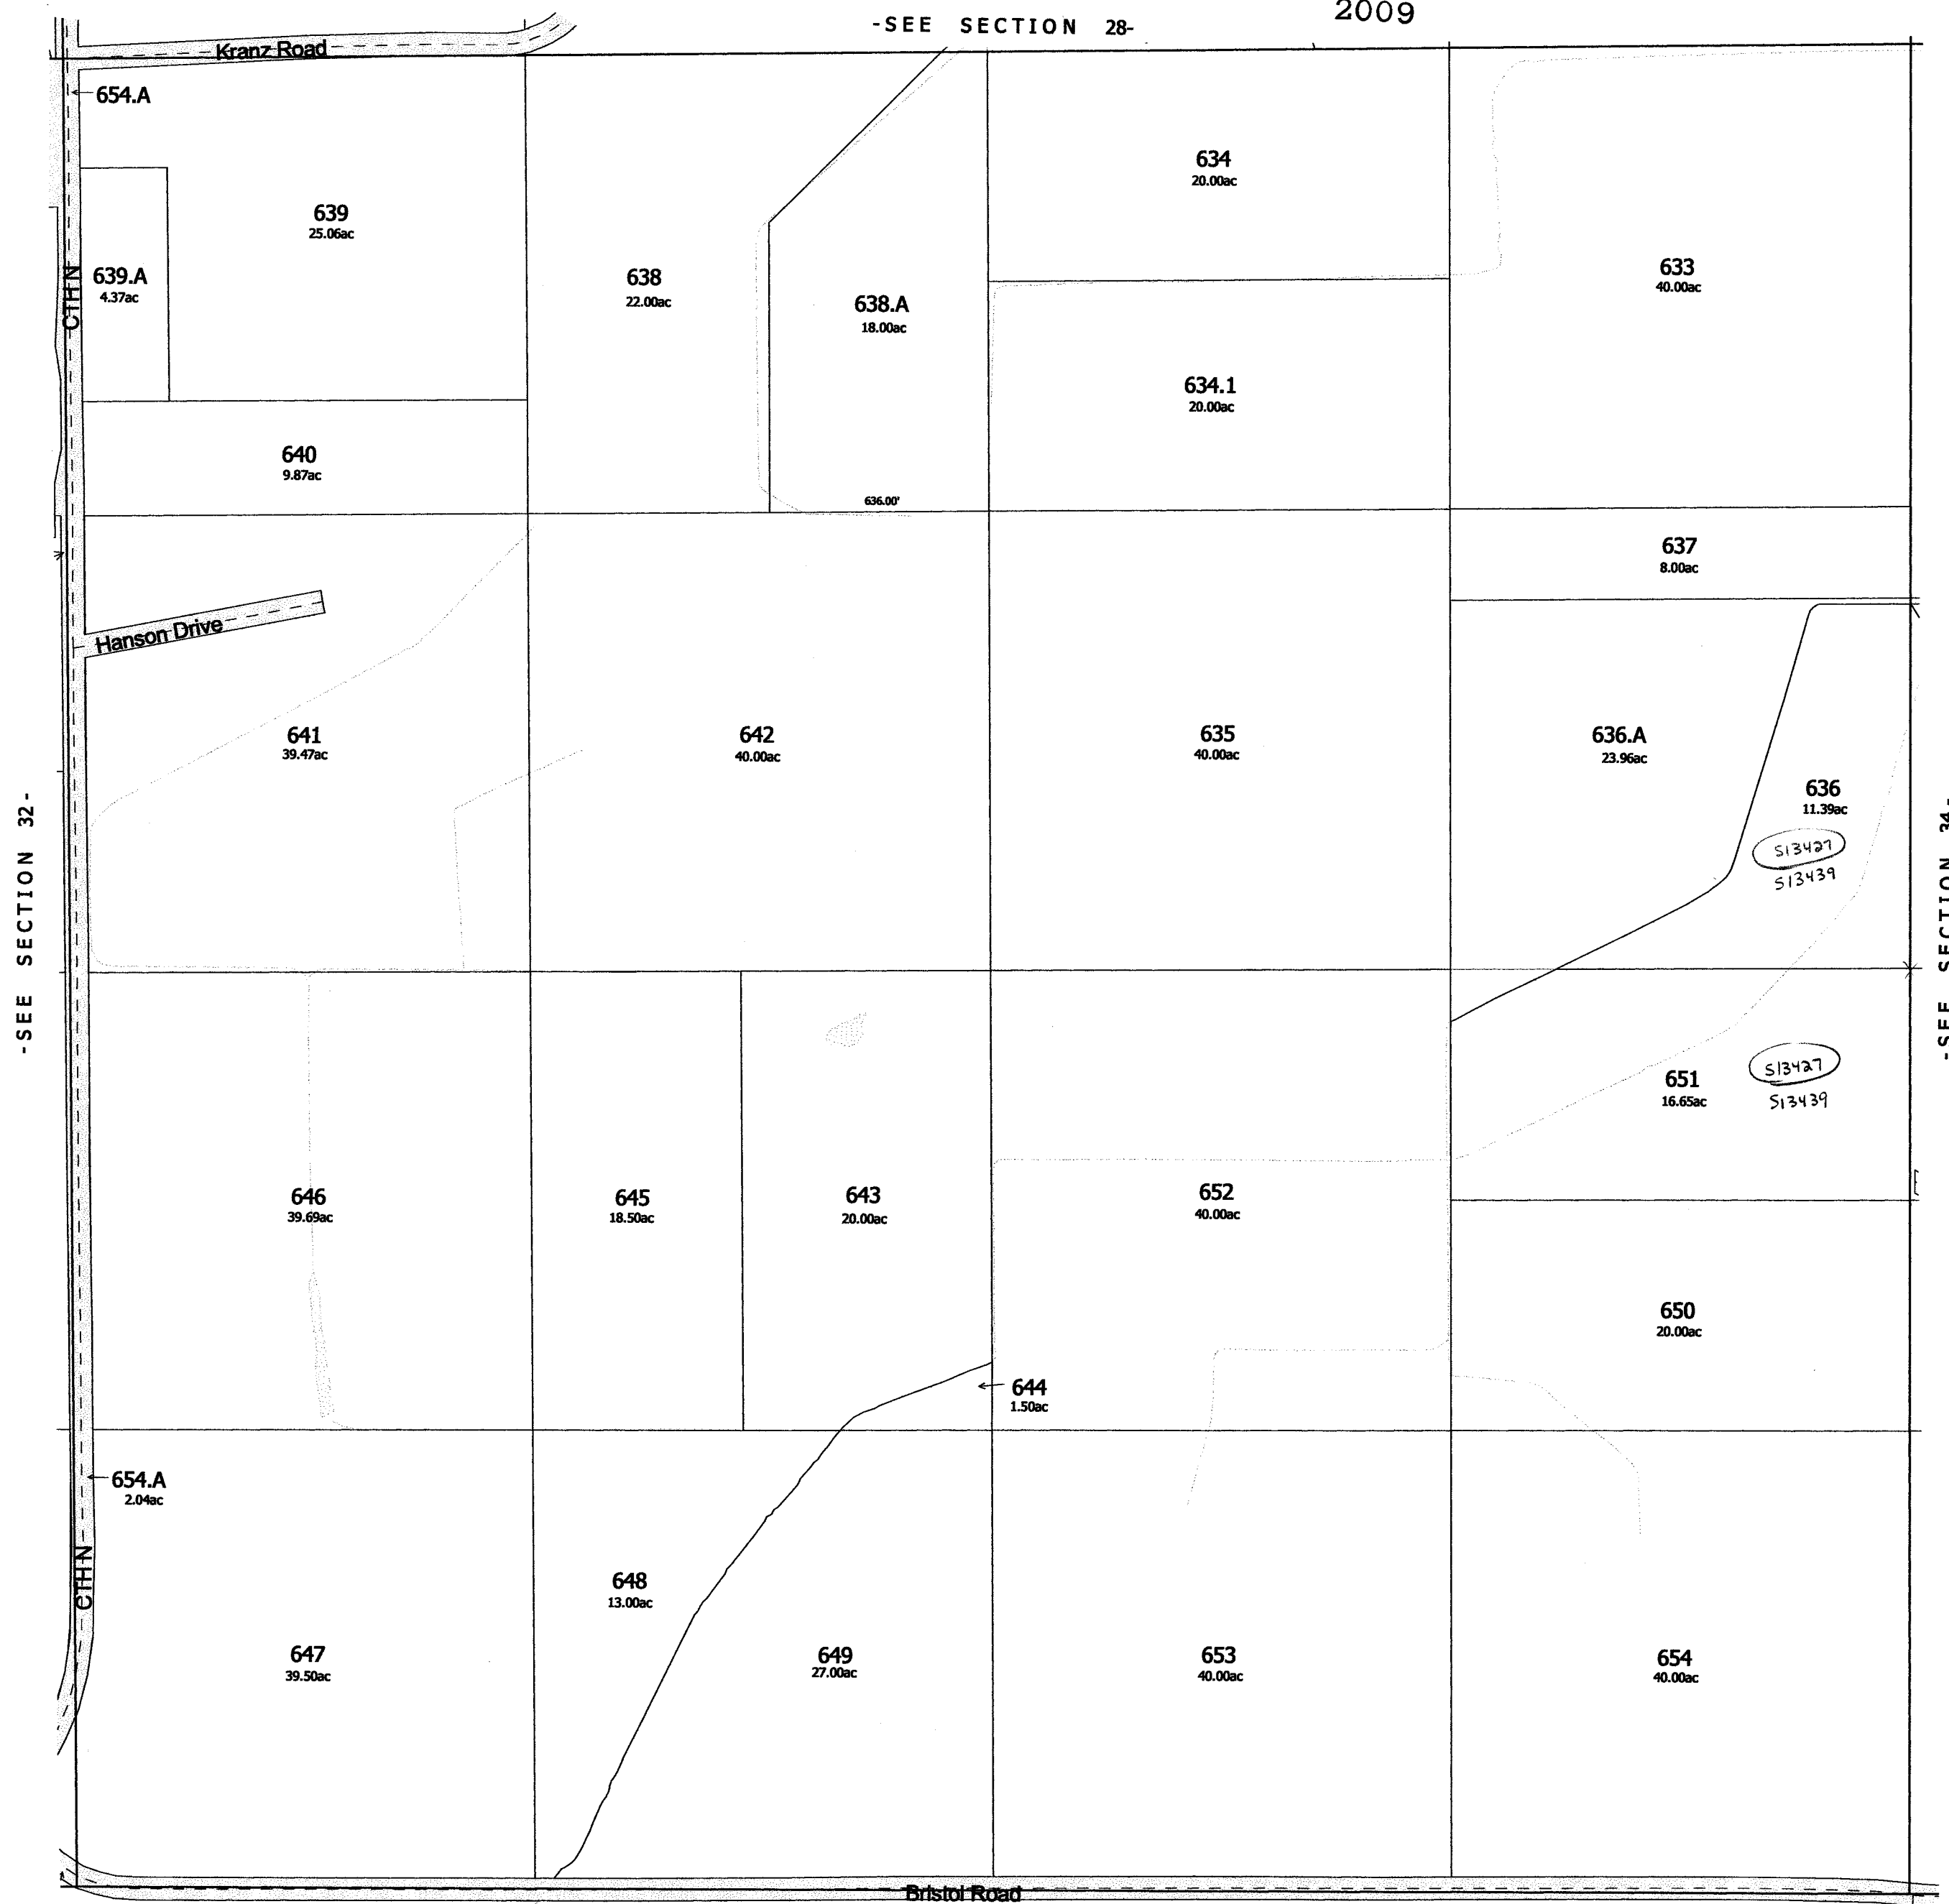 2009
-SEE SECTION 28-
Kranz Road
654.A
634
20.00ac
639
25.06ac
633
40.00ac
639.A
4.37ac
CTH N
638
22.00ac
638.A
18.00ac
634.1
20.00ac
640
9.87ac
636.00'
637
8.00ac
Hanson Drive
641
39.47ac
642
40.00ac
635
40.00ac
636.A
23.96ac
636
11.39ac
S13427
S13439
-SEE SECTION 32-
-SEE SECTION 34-
651
16.65ac
S13427
S13439
646
39.69ac
645
18.50ac
643
20.00ac
652
40.00ac
650
20.00ac
644
1.50ac
654.A
2.04ac
CTH N
648
13.00ac
647
39.50ac
649
27.00ac
653
40.00ac
654
40.00ac
Bristol Road